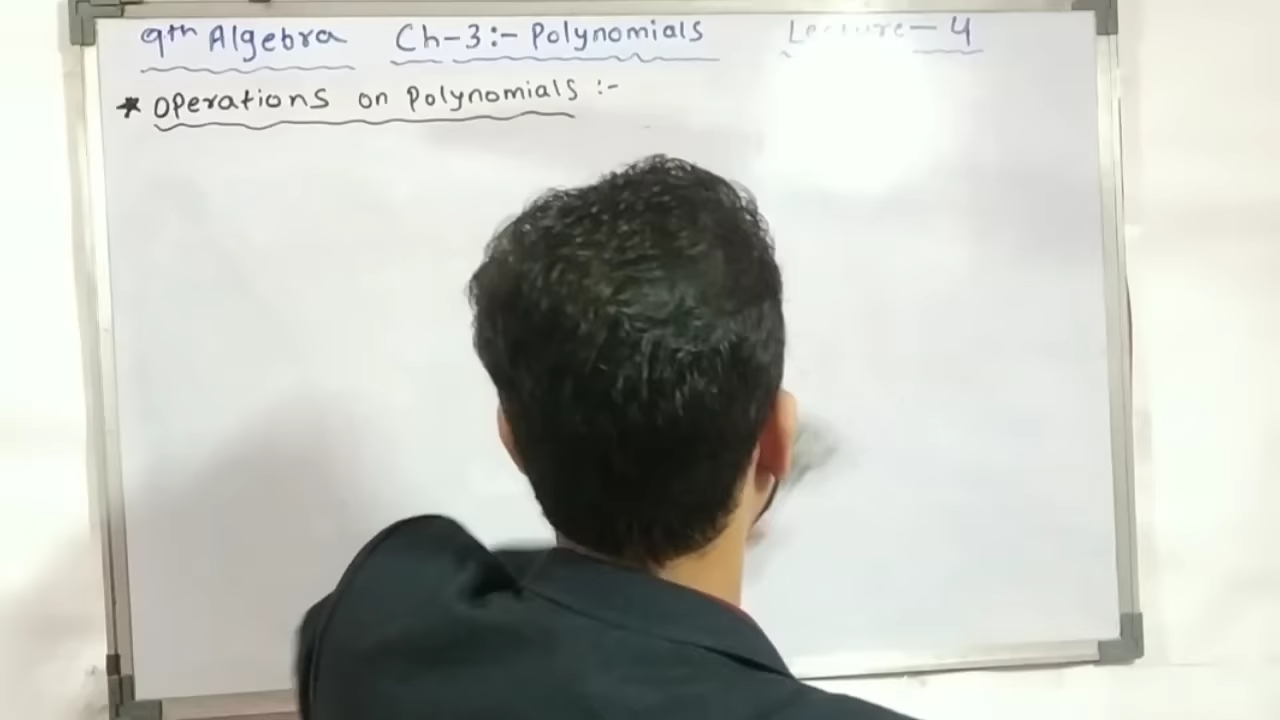 9th Algebra Ch-3:- Polynomials Lecture-4
* Operations on Polynomials :-